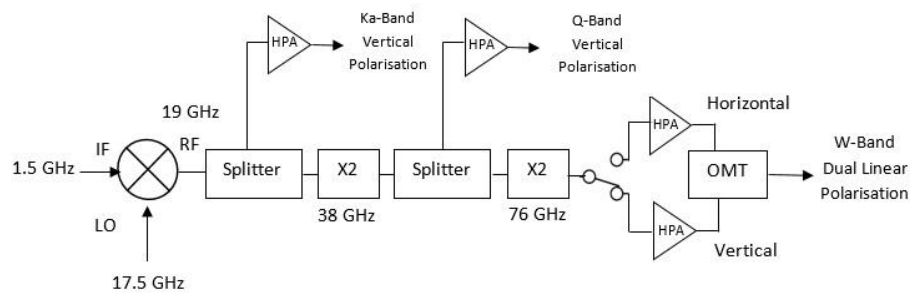 Ka-Band
Vertical
Polarisation
Q-Band
Vertical
Polarisation
HPA
HPA
19 GHz
Horizontal
HPA
1.5 GHz
IF
RF
Splitter
X2
Splitter
X2
OMT
W-Band
Dual Linear
Polarisation
38 GHz
76 GHz
LO
HPA
Vertical
17.5 GHz